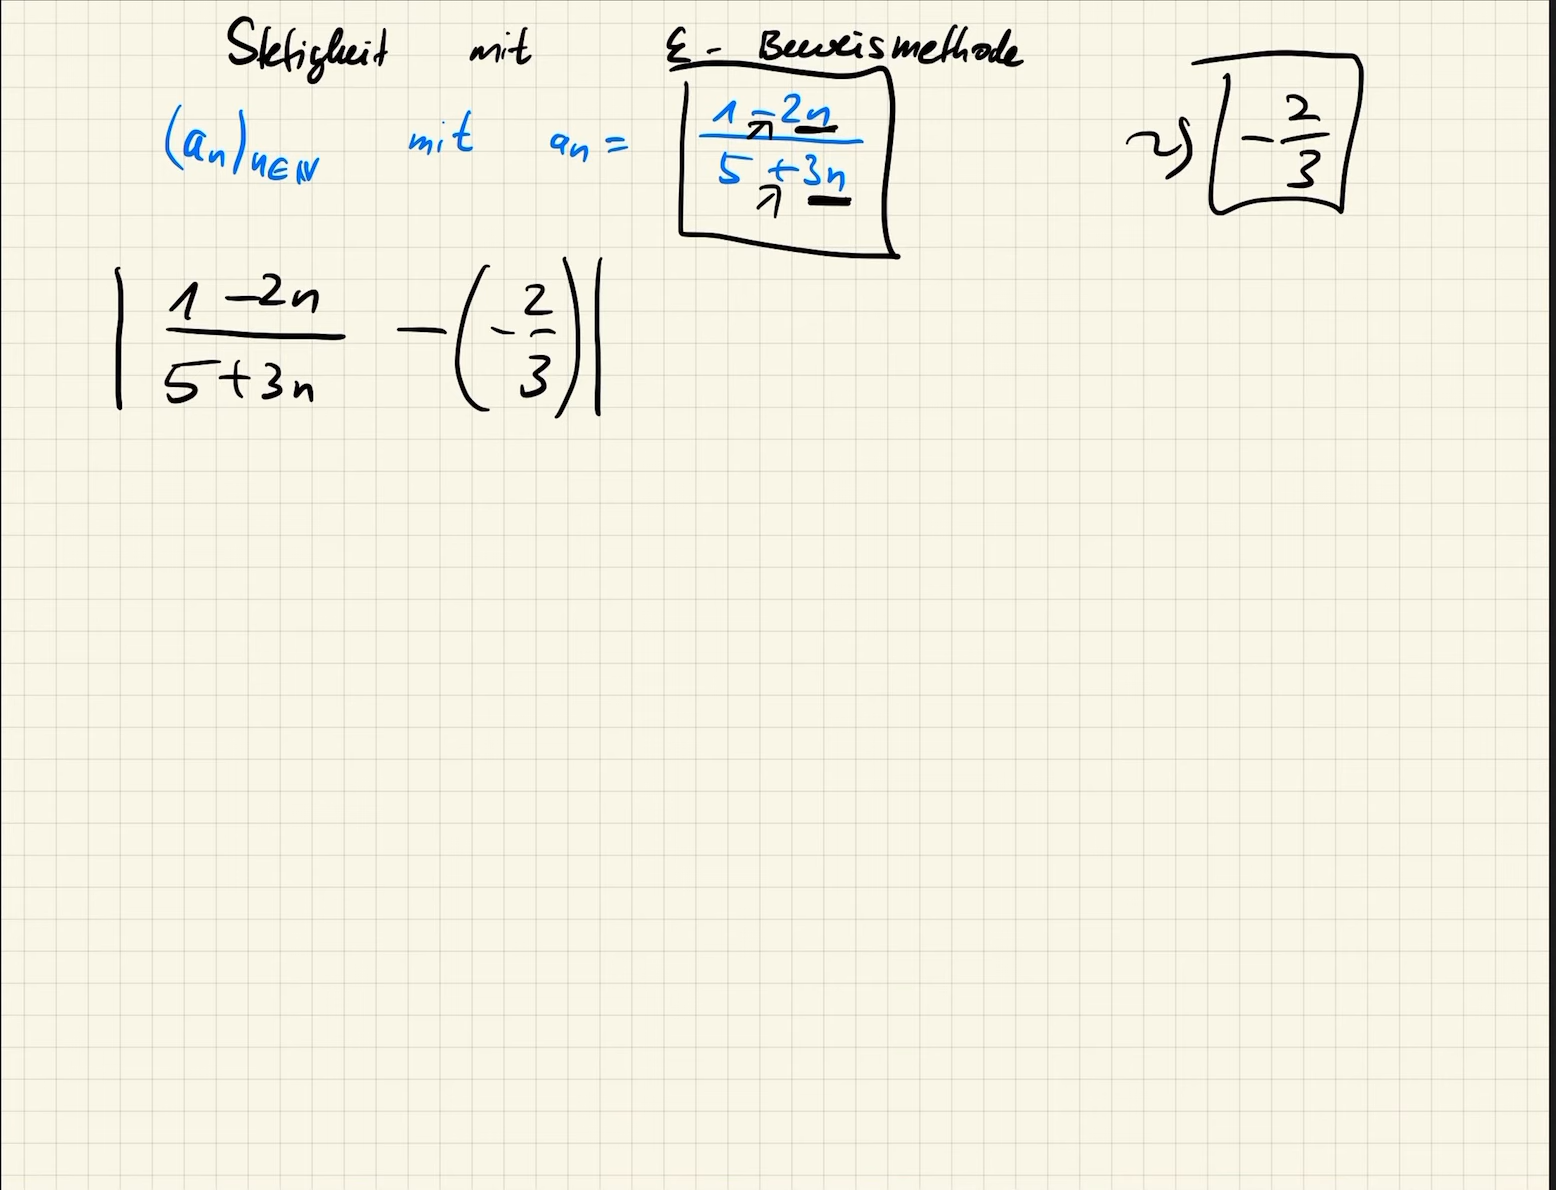 Stetigkeit mit ε - Beweismethode
(an)n∈ℕ mit an = (1 - 2n)/(5 + 3n) ⇝ -2/3
| (1 - 2n)/(5 + 3n) - (-2/3) |